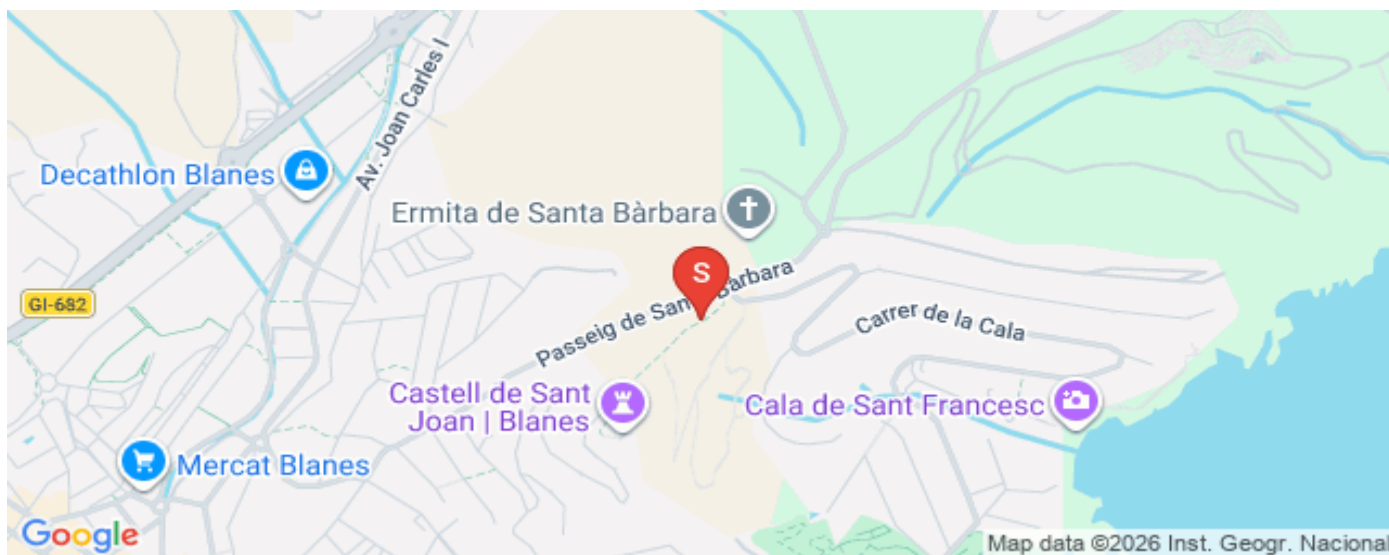 Av. Joan Carles I
Decathlon Blanes
Ermita de Santa Bàrbara
S
GI-682
Passeig de Santa Bàrbara
Carrer de la Cala
Castell de Sant
Joan | Blanes
Cala de Sant Francesc
Mercat Blanes
Google
Map data ©2026 Inst. Geogr. Nacional